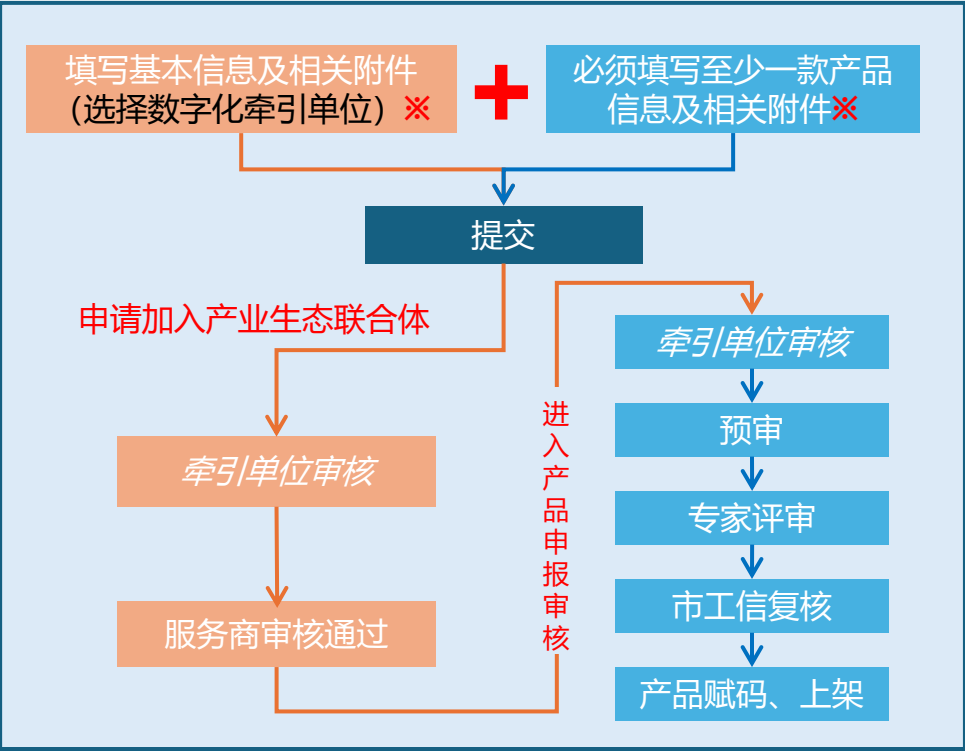 填写基本信息及相关附件
（选择数字化牵引单位）※
必须填写至少一款产品
信息及相关附件※
提交
申请加入产业生态联合体
牵引单位审核
服务商审核通过
进入产品申报审核
牵引单位审核
预审
专家评审
市工信复核
产品赋码、上架